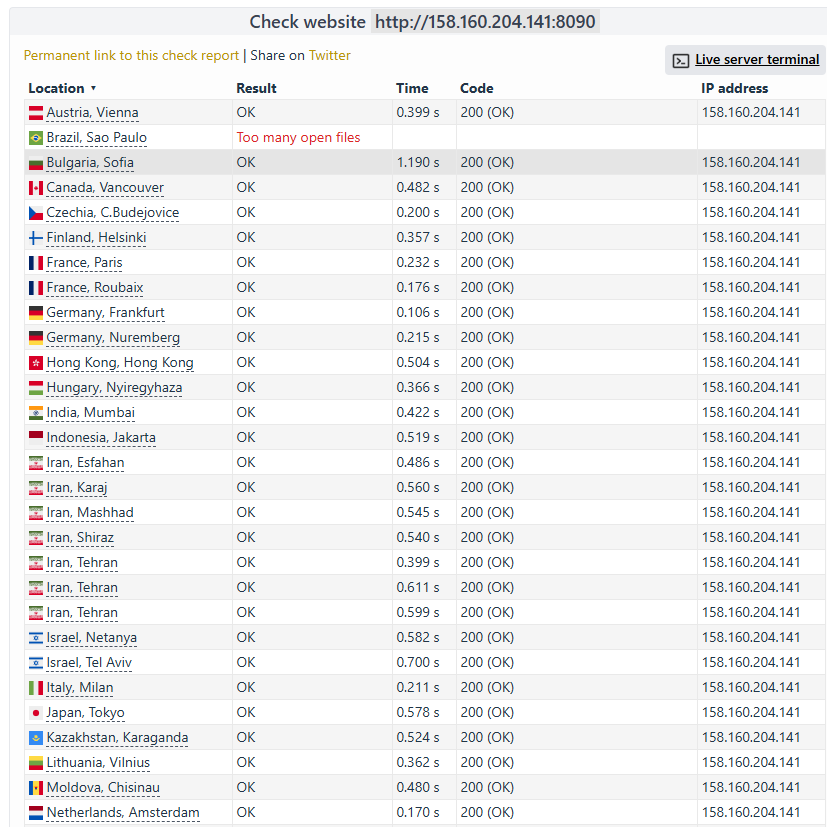 Check website http://158.160.204.141:8090
Permanent link to this check report | Share on Twitter
Live server terminal
Location Result Time Code IP address
Austria, Vienna OK 0.399 s 200 (OK) 158.160.204.141
Brazil, Sao Paulo Too many open files
Bulgaria, Sofia OK 1.190 s 200 (OK) 158.160.204.141
Canada, Vancouver OK 0.482 s 200 (OK) 158.160.204.141
Czechia, C.Budejovice OK 0.200 s 200 (OK) 158.160.204.141
Finland, Helsinki OK 0.357 s 200 (OK) 158.160.204.141
France, Paris OK 0.232 s 200 (OK) 158.160.204.141
France, Roubaix OK 0.176 s 200 (OK) 158.160.204.141
Germany, Frankfurt OK 0.106 s 200 (OK) 158.160.204.141
Germany, Nuremberg OK 0.215 s 200 (OK) 158.160.204.141
Hong Kong, Hong Kong OK 0.504 s 200 (OK) 158.160.204.141
Hungary, Nyiregyhaza OK 0.366 s 200 (OK) 158.160.204.141
India, Mumbai OK 0.422 s 200 (OK) 158.160.204.141
Indonesia, Jakarta OK 0.519 s 200 (OK) 158.160.204.141
Iran, Esfahan OK 0.486 s 200 (OK) 158.160.204.141
Iran, Karaj OK 0.560 s 200 (OK) 158.160.204.141
Iran, Mashhad OK 0.545 s 200 (OK) 158.160.204.141
Iran, Shiraz OK 0.540 s 200 (OK) 158.160.204.141
Iran, Tehran OK 0.399 s 200 (OK) 158.160.204.141
Iran, Tehran OK 0.611 s 200 (OK) 158.160.204.141
Iran, Tehran OK 0.599 s 200 (OK) 158.160.204.141
Israel, Netanya OK 0.582 s 200 (OK) 158.160.204.141
Israel, Tel Aviv OK 0.700 s 200 (OK) 158.160.204.141
Italy, Milan OK 0.211 s 200 (OK) 158.160.204.141
Japan, Tokyo OK 0.578 s 200 (OK) 158.160.204.141
Kazakhstan, Karaganda OK 0.524 s 200 (OK) 158.160.204.141
Lithuania, Vilnius OK 0.362 s 200 (OK) 158.160.204.141
Moldova, Chisinau OK 0.480 s 200 (OK) 158.160.204.141
Netherlands, Amsterdam OK 0.170 s 200 (OK) 158.160.204.141